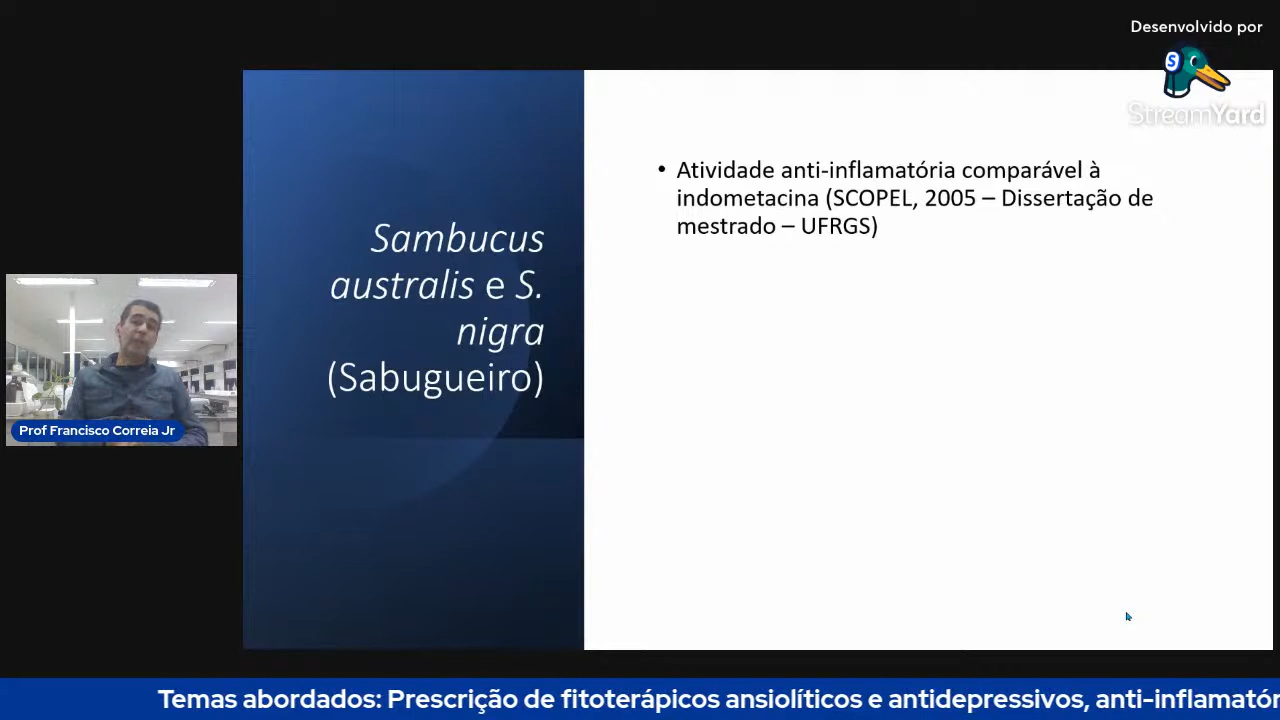 Desenvolvido por
StreamYard
Sambucus
australis e S.
nigra
(Sabugueiro)
• Atividade anti-inflamatória comparável à
indometacina (SCOPEL, 2005 – Dissertação de
mestrado – UFRGS)
Prof Francisco Correia Jr
Temas abordados: Prescrição de fitoterápicos ansiolíticos e antidepressivos, anti-inflamatór